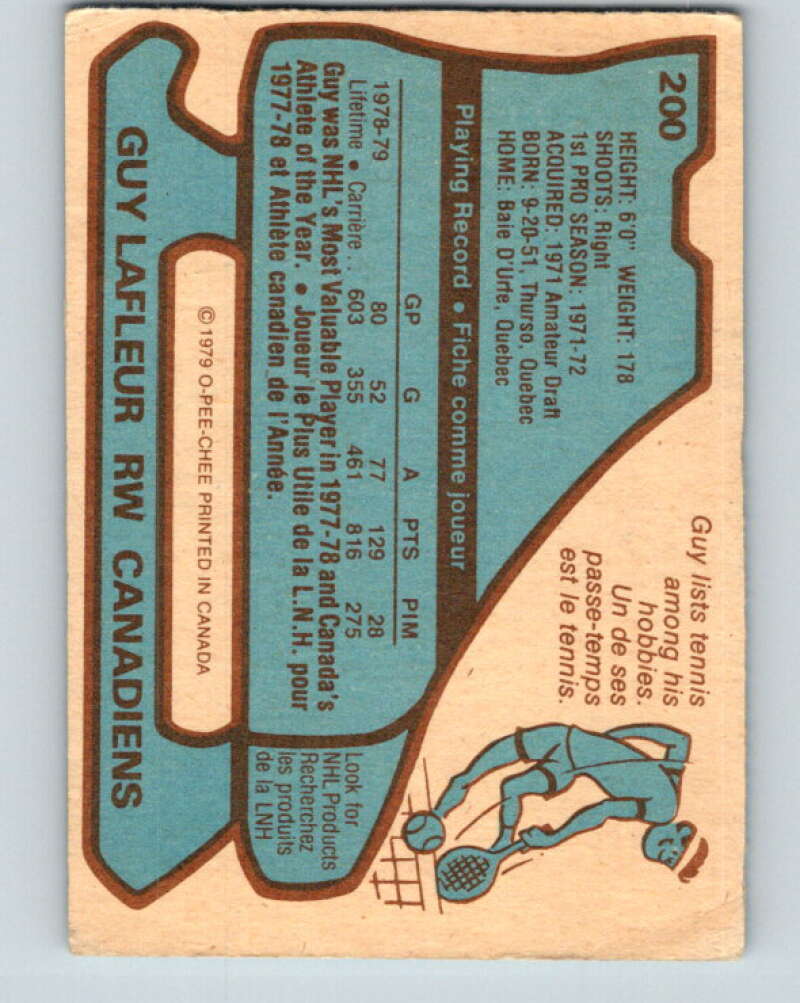 200
HEIGHT: 6'0" WEIGHT: 178
SHOOTS: Right
1st PRO SEASON: 1971-72
ACQUIRED: 1971 Amateur Draft
BORN: 9-20-51, Thurso, Quebec
HOME: Baie D'Urfe, Quebec
Guy lists tennis
among his
hobbies.
Un de ses
passe-temps
est le tennis.
Playing Record • Fiche comme joueur
GP G A PTS PIM
1978-79 80 52 77 129 28
Lifetime • Carrière .. 603 355 461 816 275
Guy was NHL's Most Valuable Player in 1977-78 and Canada's
Athlete of the Year. • Joueur le Plus Utile de la L.N.H. pour
1977-78 et Athlète canadien de l'Année.
Look for
NHL Products
Recherchez
les produits
de la LNH
© 1979 O-PEE-CHEE PRINTED IN CANADA
GUY LAFLEUR RW CANADIENS